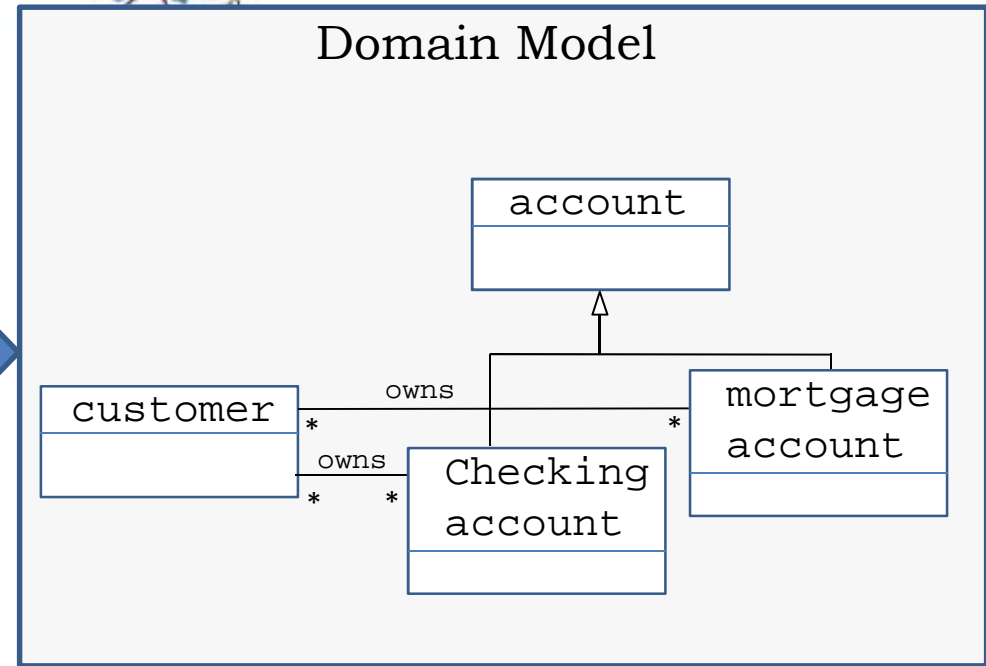 Domain Model
account
owns
customer
*
*
mortgage
account
owns
*
*
Checking
account